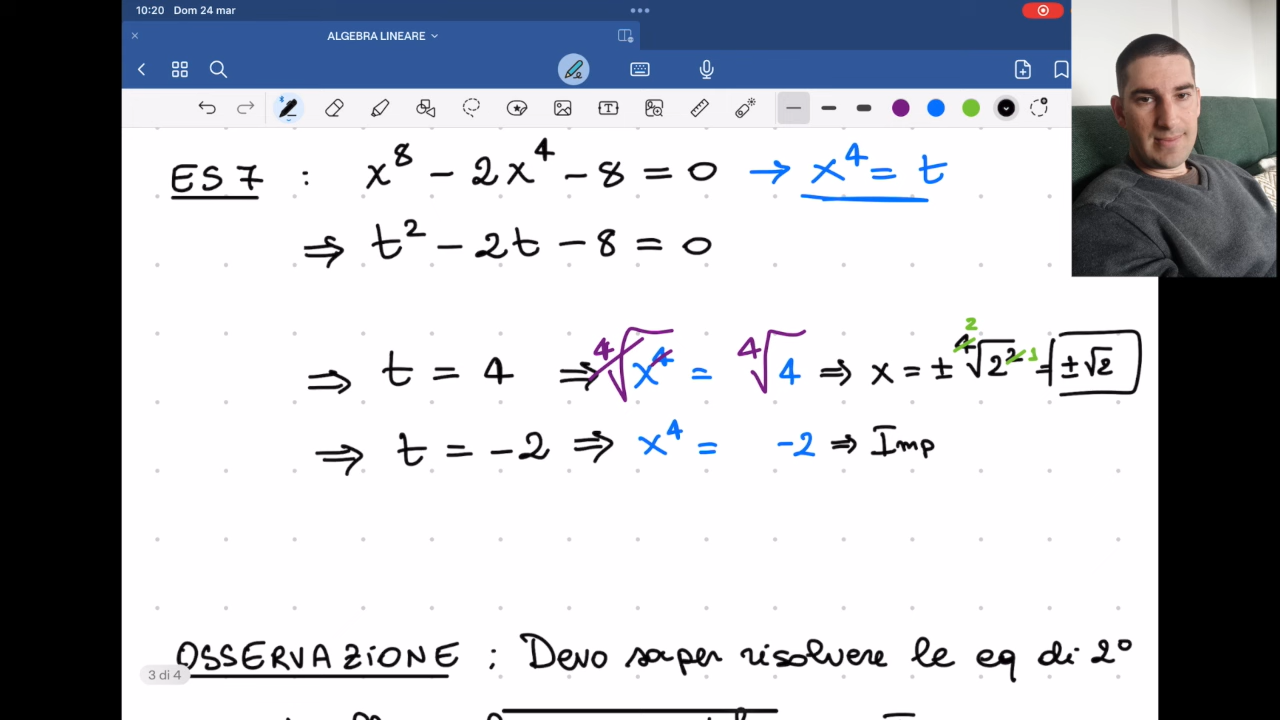 10:20 Dom 24 mar
ALGEBRA LINEARE
ES 7 : x⁸ - 2x⁴ - 8 = 0 → x⁴ = t
⇒ t² - 2t - 8 = 0
⇒ t = 4 ⇒ ⁴√x⁴ = ⁴√4 ⇒ x = ± ⁴√2² = ±√2
2 1
⇒ t = -2 ⇒ x⁴ = -2 ⇒ Imp
OSSERVAZIONE : Devo saper risolvere le eq di 2°
3 di 4